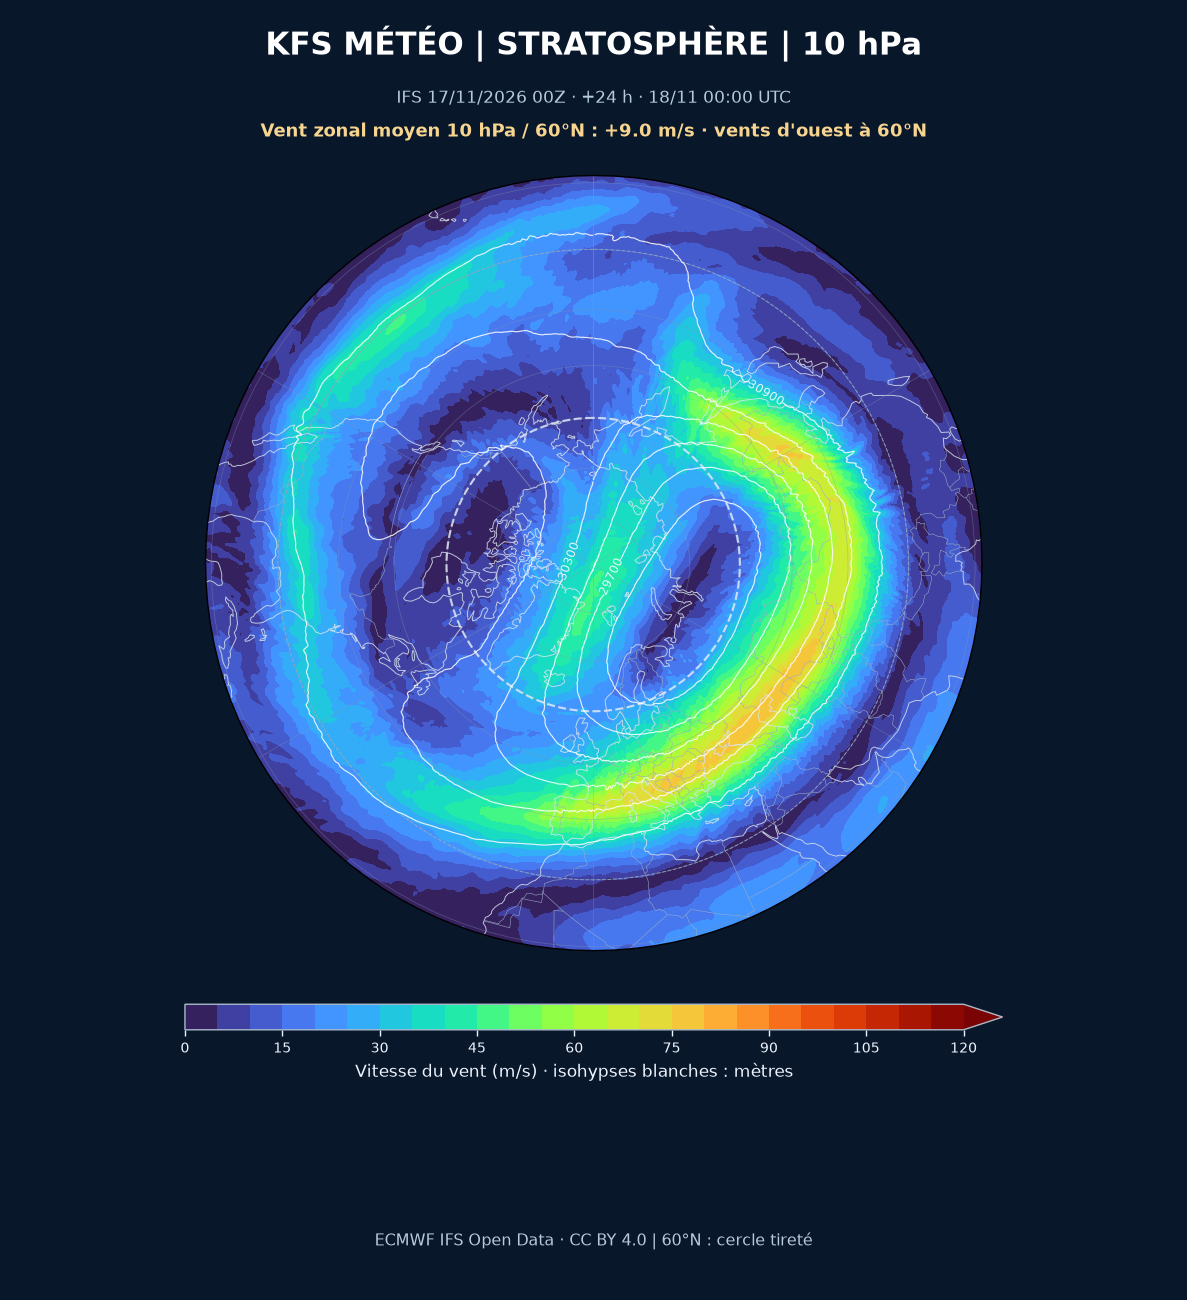 KFS MÉTÉO | STRATOSPHÈRE | 10 hPa
IFS 17/11/2026 00Z · +24 h · 18/11 00:00 UTC
Vent zonal moyen 10 hPa / 60°N : +9.0 m/s · vents d'ouest à 60°N
30900
30300
29700
0 15 30 45 60 75 90 105 120
Vitesse du vent (m/s) · isohypses blanches : mètres
ECMWF IFS Open Data · CC BY 4.0 | 60°N : cercle tireté